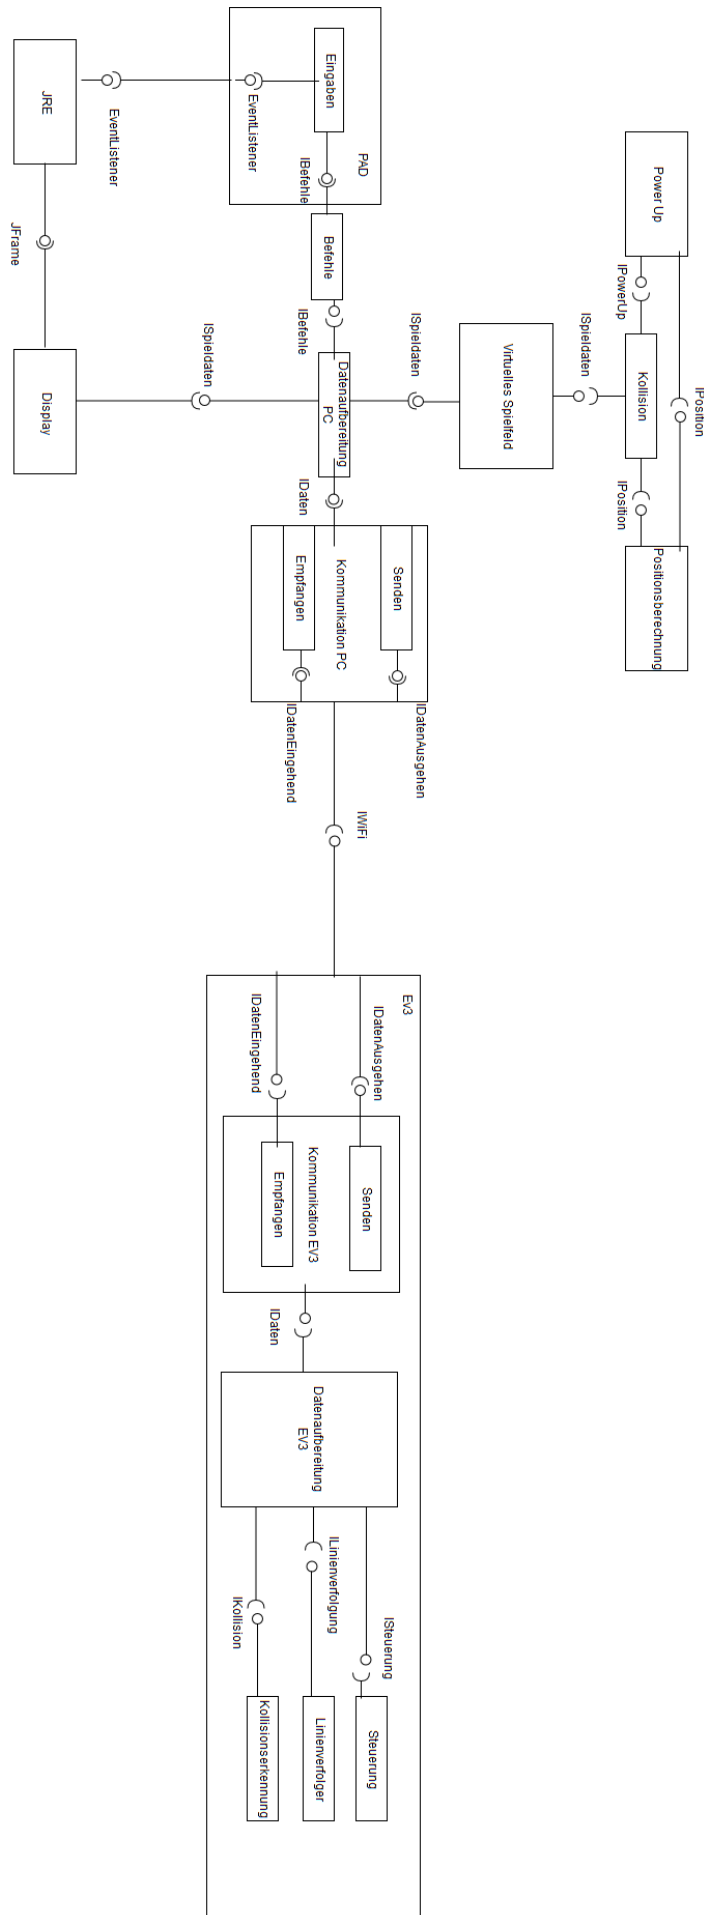 JRE
EventListener
JFrame
Display
Eingaben
EventListener
PAD
IBefehle
Befehle
IBefehle
ISpieldaten
Datenaufbereitung
PC
ISpieldaten
Virtuelles Spielfeld
ISpieldaten
Power Up
IPowerUp
Kollision
IPosition
IPosition
Positionsberechnung
IDaten
Empfangen
Kommunikation PC
Senden
IDatenEingehend
IDatenAusgehen
IWiFi
Ev3
IDatenEingehend
IDatenAusgehen
Empfangen
Kommunikation EV3
Senden
IDaten
Datenaufbereitung
EV3
IKollision
ILinienverfolgung
ISteuerung
Kollisionserkennung
Linienverfolger
Steuerung